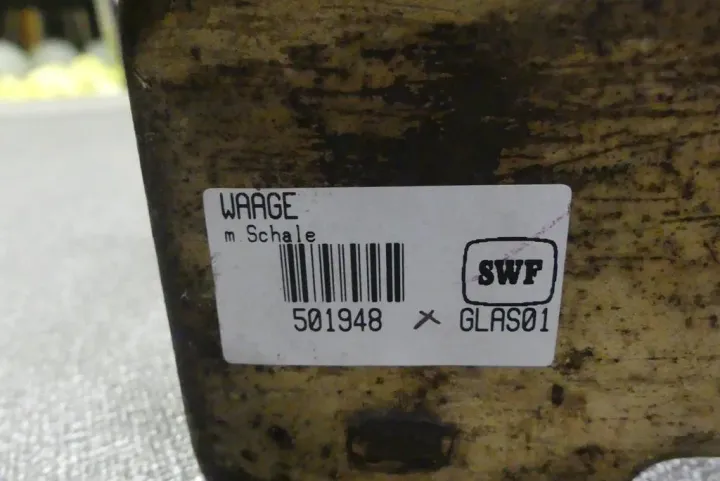 WAAGE
m.Schale
SWF
501948 x GLAS01